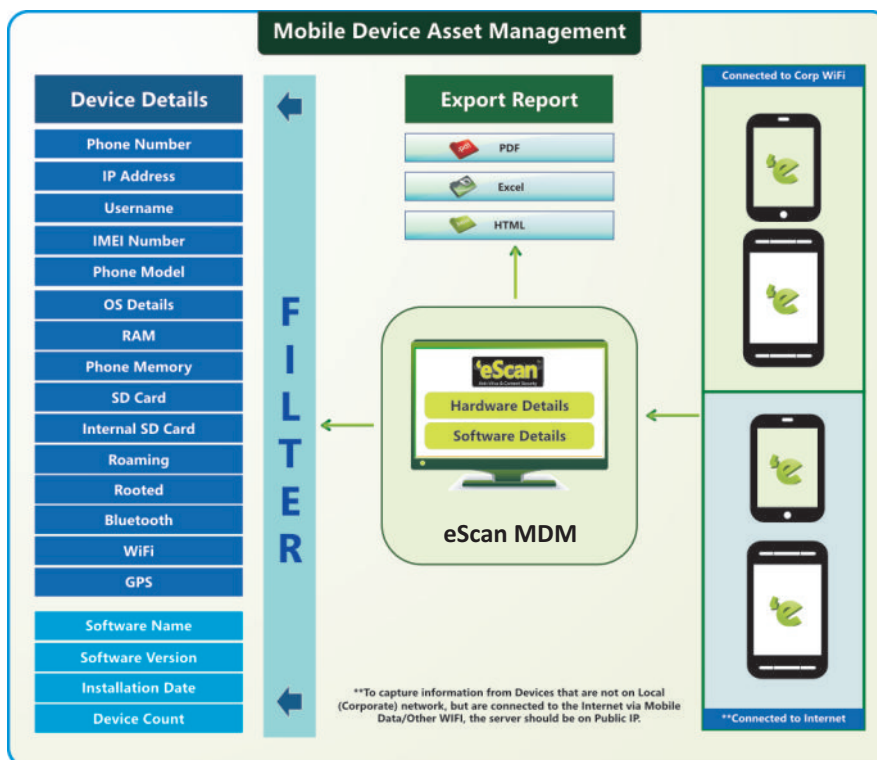 Mobile Device Asset Management
Device Details
Phone Number
IP Address
Username
IMEI Number
Phone Model
OS Details
RAM
Phone Memory
SD Card
Internal SD Card
Roaming
Rooted
Bluetooth
WiFi
GPS
Software Name
Software Version
Installation Date
Device Count
FILTER
Export Report
PDF
Excel
HTML
eScan
Anti-Virus & Content Security
Hardware Details
Software Details
eScan MDM
**To capture information from Devices that are not on Local
(Corporate) network, but are connected to the Internet via Mobile
Data/Other WIFI, the server should be on Public IP.
Connected to Corp WiFi
e
e
e
e
**Connected to Internet